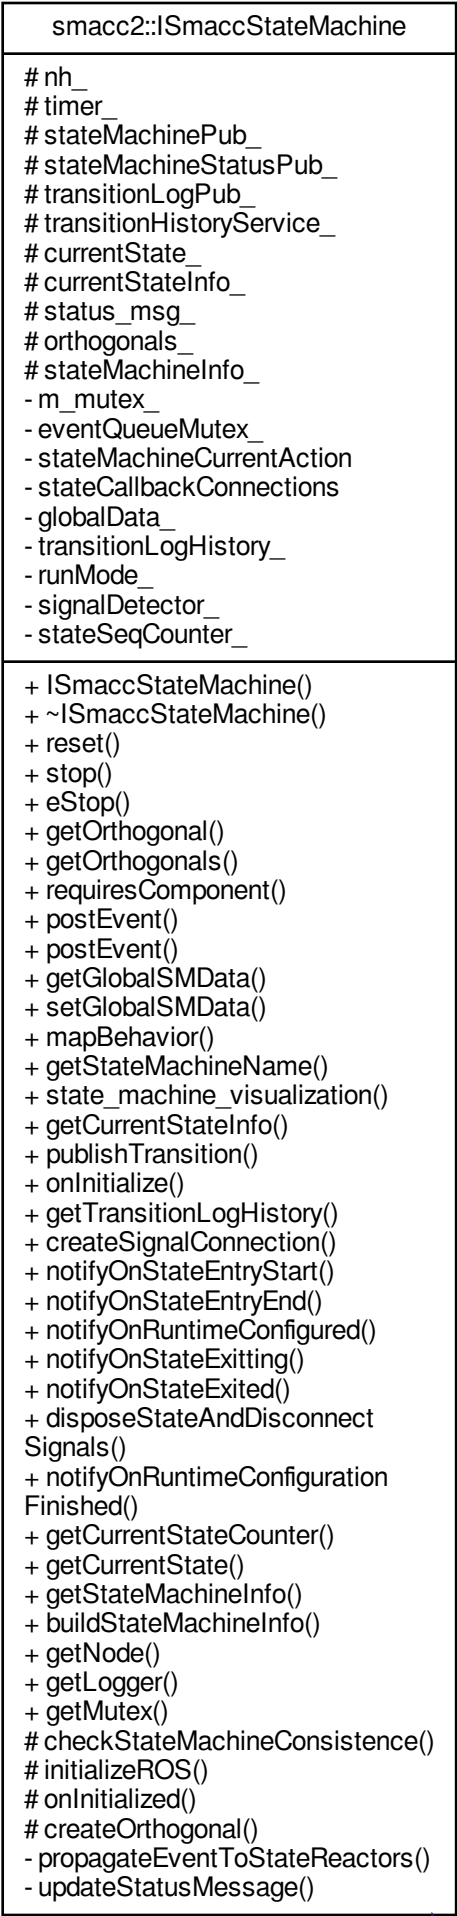 smacc2::ISmaccStateMachine
# nh_
# timer_
# stateMachinePub_
# stateMachineStatusPub_
# transitionLogPub_
# transitionHistoryService_
# currentState_
# currentStateInfo_
# status_msg_
# orthogonals_
# stateMachineInfo_
- m_mutex_
- eventQueueMutex_
- stateMachineCurrentAction
- stateCallbackConnections
- globalData_
- transitionLogHistory_
- runMode_
- signalDetector_
- stateSeqCounter_
+ ISmaccStateMachine()
+ ~ISmaccStateMachine()
+ reset()
+ stop()
+ eStop()
+ getOrthogonal()
+ getOrthogonals()
+ requiresComponent()
+ postEvent()
+ postEvent()
+ getGlobalSMData()
+ setGlobalSMData()
+ mapBehavior()
+ getStateMachineName()
+ state_machine_visualization()
+ getCurrentStateInfo()
+ publishTransition()
+ onInitialize()
+ getTransitionLogHistory()
+ createSignalConnection()
+ notifyOnStateEntryStart()
+ notifyOnStateEntryEnd()
+ notifyOnRuntimeConfigured()
+ notifyOnStateExitting()
+ notifyOnStateExited()
+ disposeStateAndDisconnect
Signals()
+ notifyOnRuntimeConfiguration
Finished()
+ getCurrentStateCounter()
+ getCurrentState()
+ getStateMachineInfo()
+ buildStateMachineInfo()
+ getNode()
+ getLogger()
+ getMutex()
# checkStateMachineConsistence()
# initializeROS()
# onInitialized()
# createOrthogonal()
- propagateEventToStateReactors()
- updateStatusMessage()